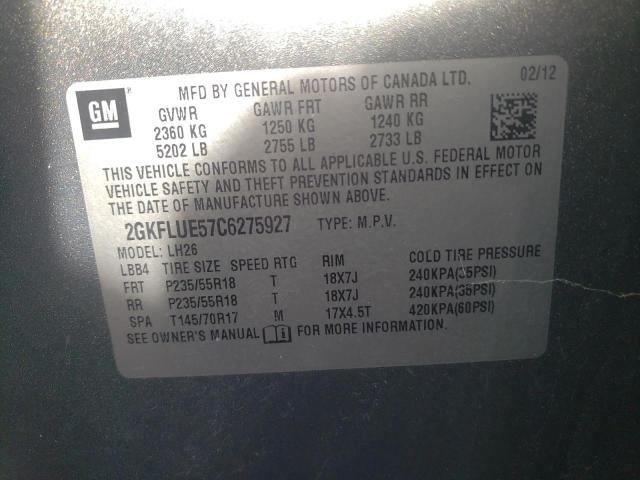 MFD BY GENERAL MOTORS OF CANADA LTD. 02/12
GM
GVWR GAWR FRT GAWR RR
2360 KG 1250 KG 1240 KG
5202 LB 2755 LB 2733 LB
THIS VEHICLE CONFORMS TO ALL APPLICABLE U.S. FEDERAL MOTOR
VEHICLE SAFETY AND THEFT PREVENTION STANDARDS IN EFFECT ON
THE DATE OF MANUFACTURE SHOWN ABOVE.
2GKFLUE57C6275927 TYPE: M.P.V.
MODEL: LH26
LBB4 TIRE SIZE SPEED RTG RIM COLD TIRE PRESSURE
FRT P235/55R18 T 18X7J 240KPA(35PSI)
RR P235/55R18 T 18X7J 240KPA(35PSI)
SPA T145/70R17 M 17X4.5T 420KPA(60PSI)
SEE OWNER'S MANUAL FOR MORE INFORMATION.